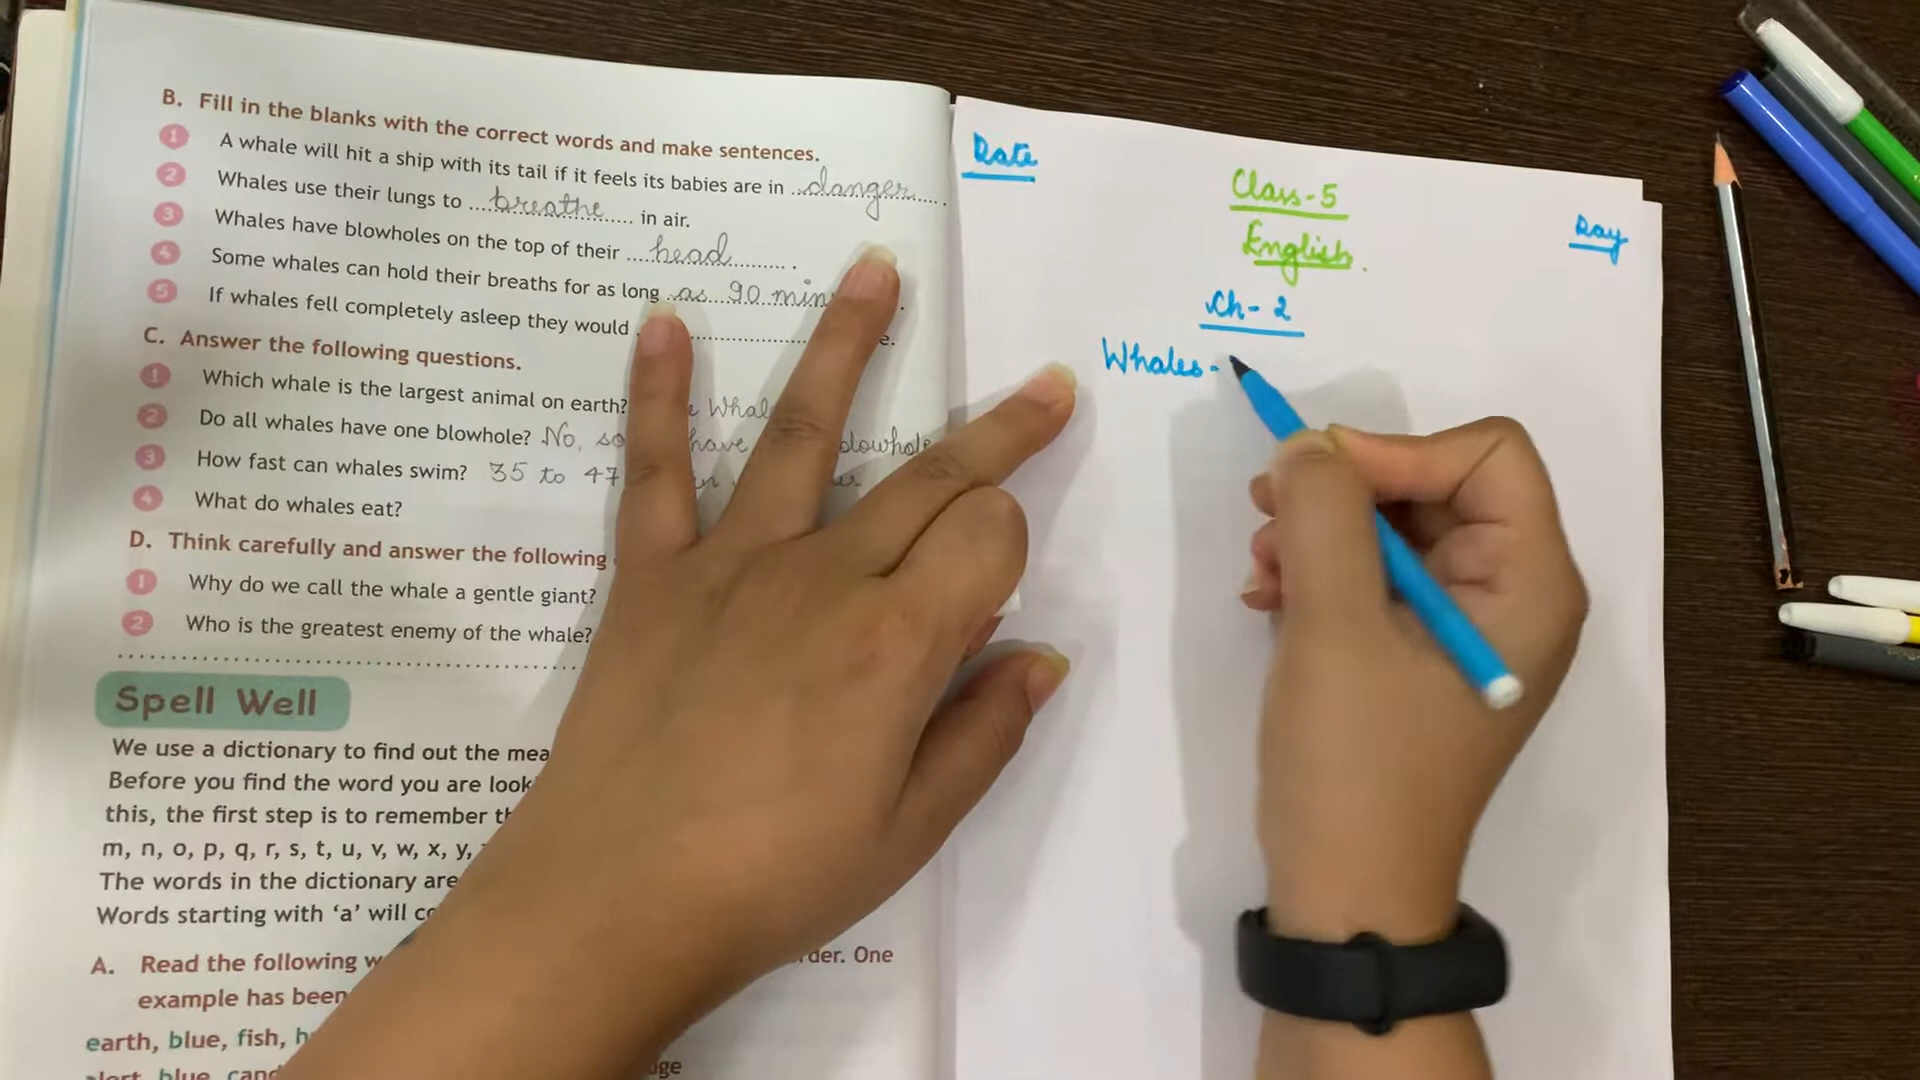 B. Fill in the blanks with the correct words and make sentences.
1 A whale will hit a ship with its tail if it feels its babies are in danger.
2 Whales use their lungs to breathe in air.
3 Whales have blowholes on the top of their head.
4 Some whales can hold their breaths for as long as 90 min
5 If whales fell completely asleep they would
C. Answer the following questions.
1 Which whale is the largest animal on earth? Whal
2 Do all whales have one blowhole? No, so have blowhole
3 How fast can whales swim? 35 to 47
4 What do whales eat?
D. Think carefully and answer the following
1 Why do we call the whale a gentle giant?
2 Who is the greatest enemy of the whale?
Spell Well
We use a dictionary to find out the mea
Before you find the word you are look
this, the first step is to remember th
m, n, o, p, q, r, s, t, u, v, w, x, y,
The words in the dictionary are
Words starting with 'a' will co
A. Read the following w der. One
example has been
earth, blue, fish, h
alert, blue, cand
Date
Class-5
English.
Day
Ch-2
Whales-